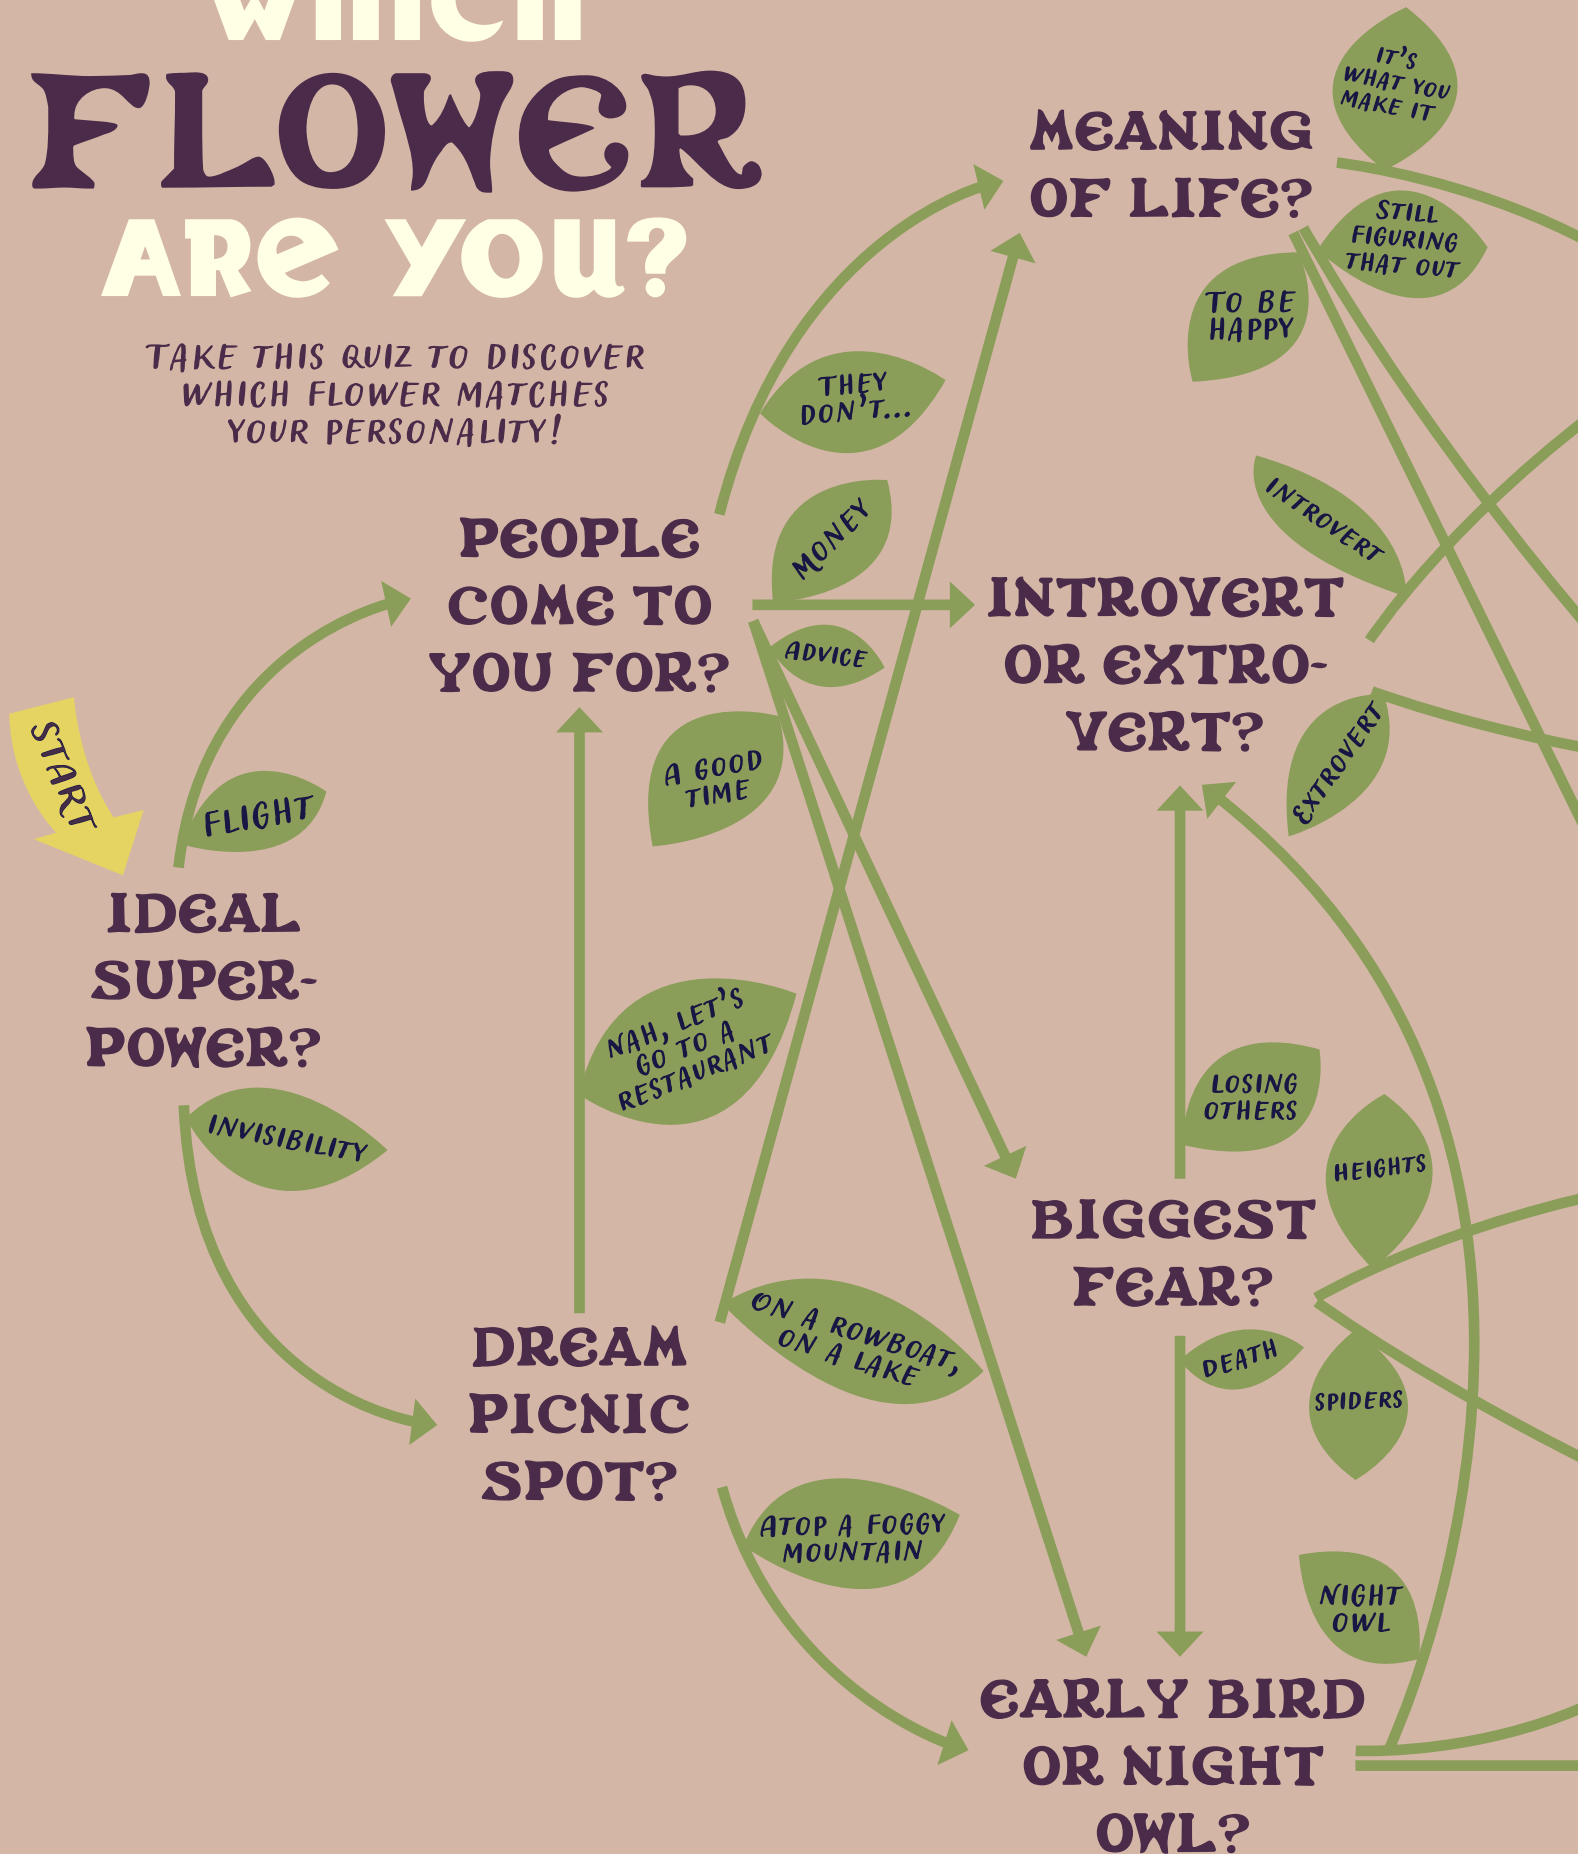 Which
FLOWER
ARE YOU?
TAKE THIS QUIZ TO DISCOVER
WHICH FLOWER MATCHES
YOUR PERSONALITY!
START
IDEAL
SUPER-
POWER?
FLIGHT
INVISIBILITY
PEOPLE
COME TO
YOU FOR?
THEY
DON'T...
MONEY
ADVICE
A GOOD
TIME
DREAM
PICNIC
SPOT?
NAH, LET'S
GO TO A
RESTAURANT
ON A ROWBOAT,
ON A LAKE
ATOP A FOGGY
MOUNTAIN
MEANING
OF LIFE?
IT'S
WHAT YOU
MAKE IT
STILL
FIGURING
THAT OUT
TO BE
HAPPY
INTROVERT
OR EXTRO-
VERT?
INTROVERT
EXTROVERT
BIGGEST
FEAR?
LOSING
OTHERS
HEIGHTS
SPIDERS
DEATH
EARLY BIRD
OR NIGHT
OWL?
NIGHT
OWL